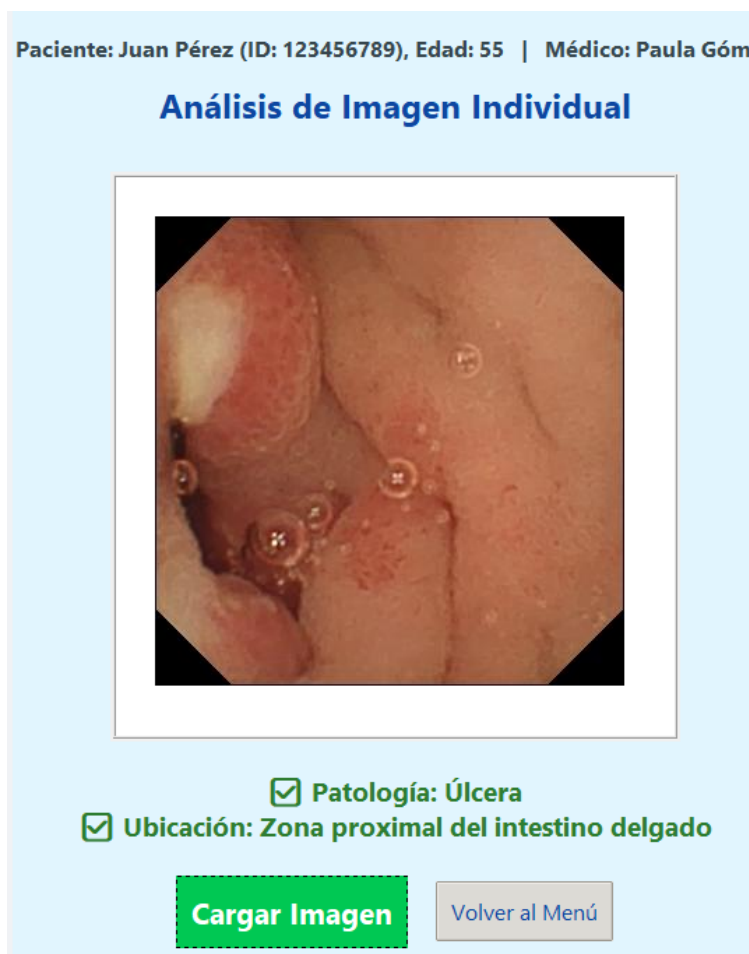 Paciente: Juan Pérez (ID: 123456789), Edad: 55 | Médico: Paula Góm
Análisis de Imagen Individual
Patología: Úlcera
Ubicación: Zona proximal del intestino delgado
Cargar Imagen
Volver al Menú